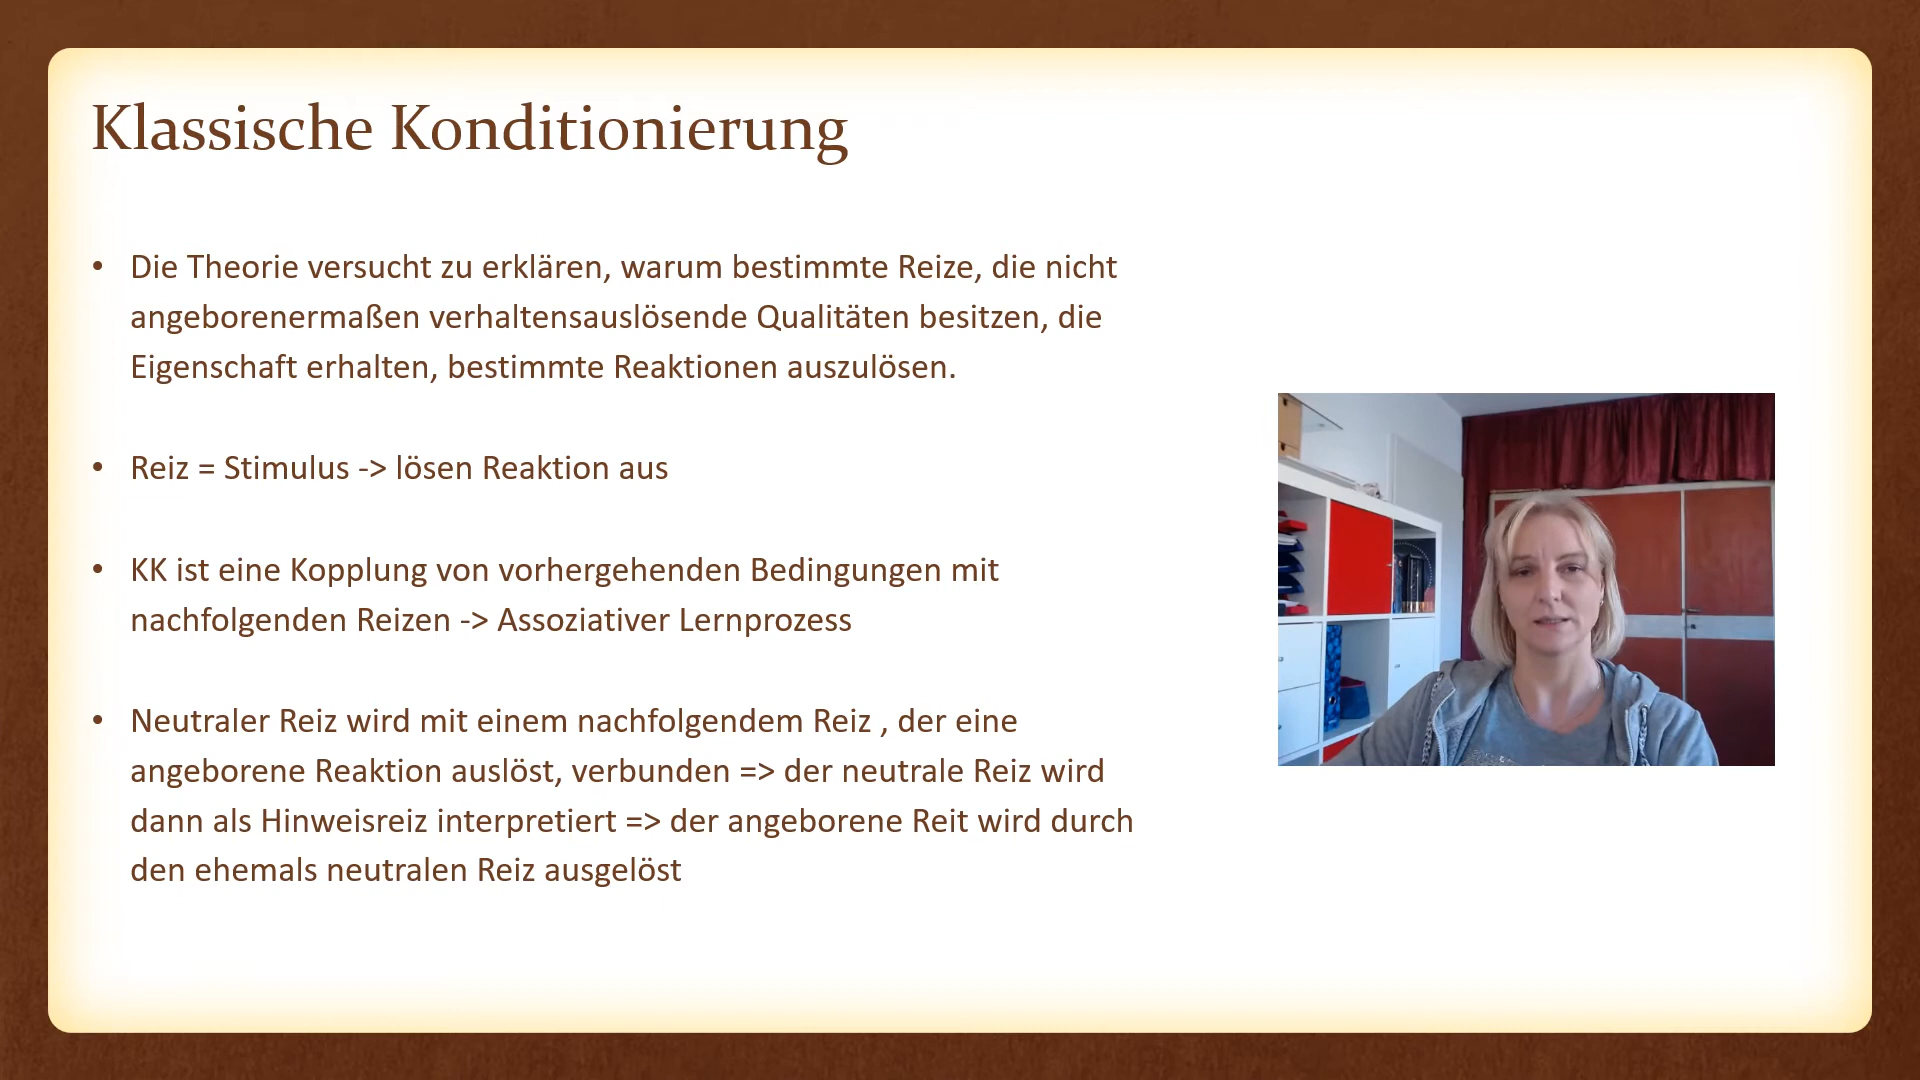 Klassische Konditionierung
• Die Theorie versucht zu erklären, warum bestimmte Reize, die nicht
angeborenermaßen verhaltensauslösende Qualitäten besitzen, die
Eigenschaft erhalten, bestimmte Reaktionen auszulösen.
• Reiz = Stimulus -> lösen Reaktion aus
• KK ist eine Kopplung von vorhergehenden Bedingungen mit
nachfolgenden Reizen -> Assoziativer Lernprozess
• Neutraler Reiz wird mit einem nachfolgendem Reiz , der eine
angeborene Reaktion auslöst, verbunden => der neutrale Reiz wird
dann als Hinweisreiz interpretiert => der angeborene Reit wird durch
den ehemals neutralen Reiz ausgelöst